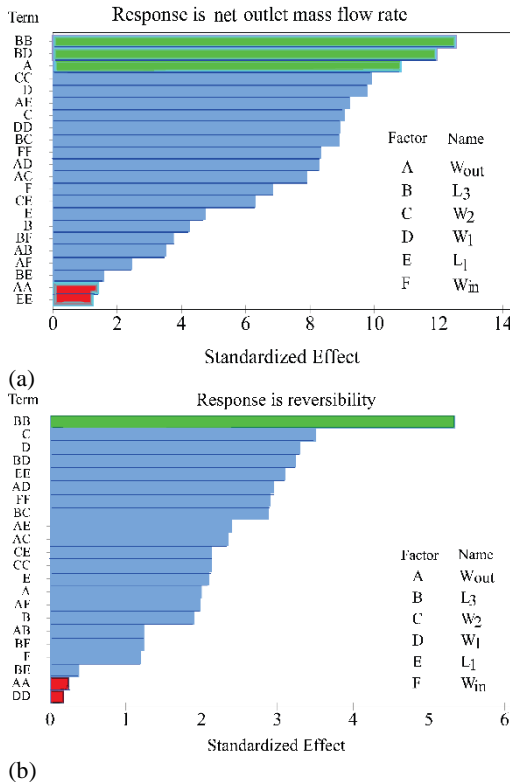 Term
Response is net outlet mass flow rate
BB
BD
A
CC
D
AE
C
DD
BC
FF
AD
AC
F
CE
E
B
BF
AB
AF
BE
AA
EE
Factor Name
A Wout
B L3
C W2
D W1
E L1
F Win
0 2 4 6 8 10 12 14
Standardized Effect
(a)
Term
Response is reversibility
BB
C
D
BD
EE
AD
FF
BC
AE
AC
CE
CC
E
A
AF
B
AB
BF
F
BE
AA
DD
Factor Name
A Wout
B L3
C W2
D W1
E L1
F Win
0 1 2 3 4 5 6
Standardized Effect
(b)